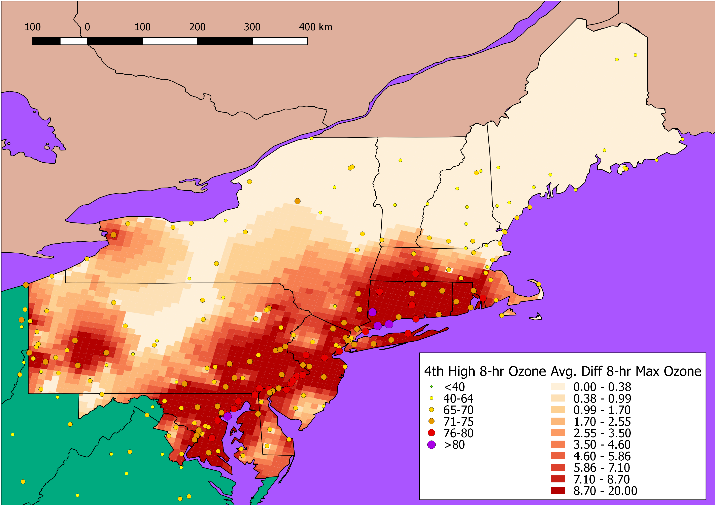 100 0 100 200 300 400 km
4th High 8-hr Ozone Avg. Diff 8-hr Max Ozone
<40 0.00 - 0.38
40-64 0.38 - 0.99
65-70 0.99 - 1.70
71-75 1.70 - 2.55
76-80 2.55 - 3.50
>80 3.50 - 4.60
4.60 - 5.86
5.86 - 7.10
7.10 - 8.70
8.70 - 20.00